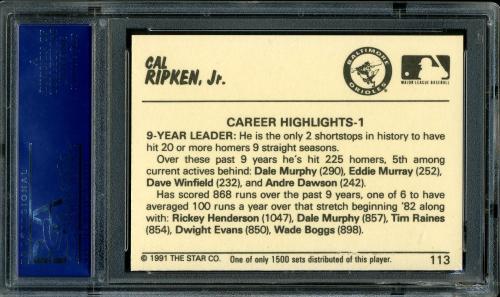 CAL
RIPKEN, Jr.
BALTIMORE
ORIOLES
MAJOR LEAGUE BASEBALL
CAREER HIGHLIGHTS-1
9-YEAR LEADER: He is the only 2 shortstops in history to have
hit 20 or more homers 9 straight seasons.
Over these past 9 years he's hit 225 homers, 5th among
current actives behind: Dale Murphy (290), Eddie Murray (252),
Dave Winfield (232), and Andre Dawson (242).
Has scored 868 runs over the past 9 years, one of 6 to have
averaged 100 runs a year over that stretch beginning '82 along
with: Rickey Henderson (1047), Dale Murphy (857), Tim Raines
(854), Dwight Evans (850), Wade Boggs (898).
© 1991 THE STAR CO. One of only 1500 sets distributed of this player. 113